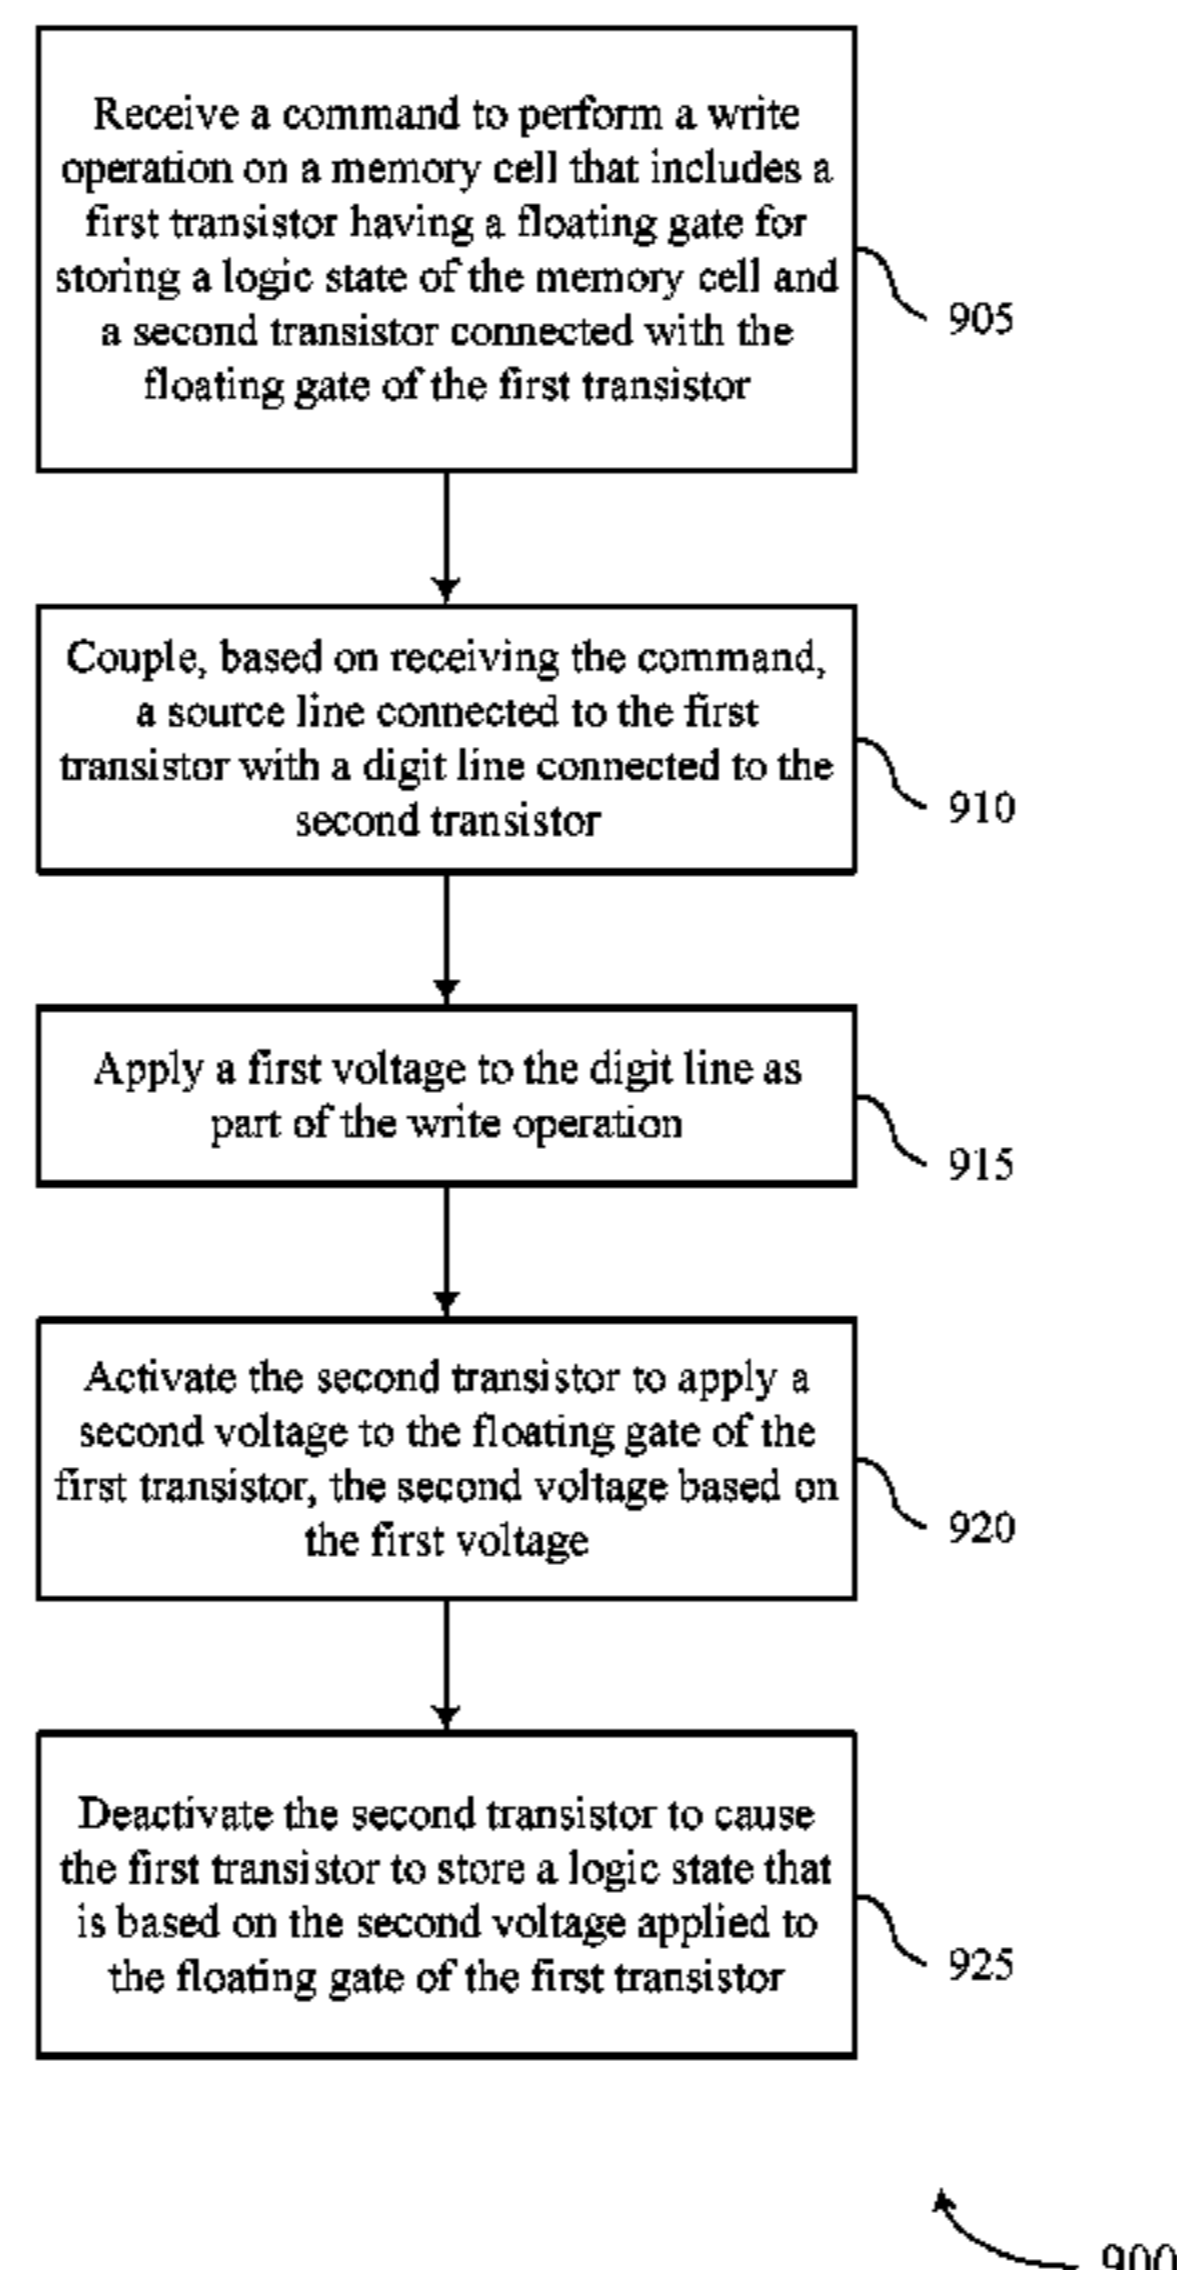 Receive a command to perform a write
operation on a memory cell that includes a
first transistor having a floating gate for
storing a logic state of the memory cell and
a second transistor connected with the
floating gate of the first transistor
905
Couple, based on receiving the command,
a source line connected to the first
transistor with a digit line connected to the
second transistor
910
Apply a first voltage to the digit line as
part of the write operation
915
Activate the second transistor to apply a
second voltage to the floating gate of the
first transistor, the second voltage based on
the first voltage
920
Deactivate the second transistor to cause
the first transistor to store a logic state that
is based on the second voltage applied to
the floating gate of the first transistor
925
900